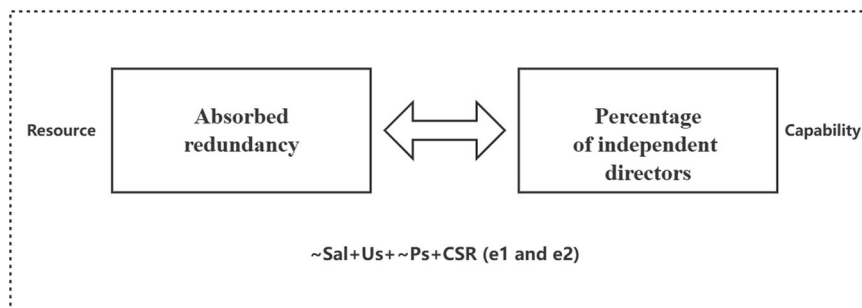 Resource
Absorbed
redundancy
Percentage
of independent
directors
Capability
~Sal+Us+~Ps+CSR (e1 and e2)